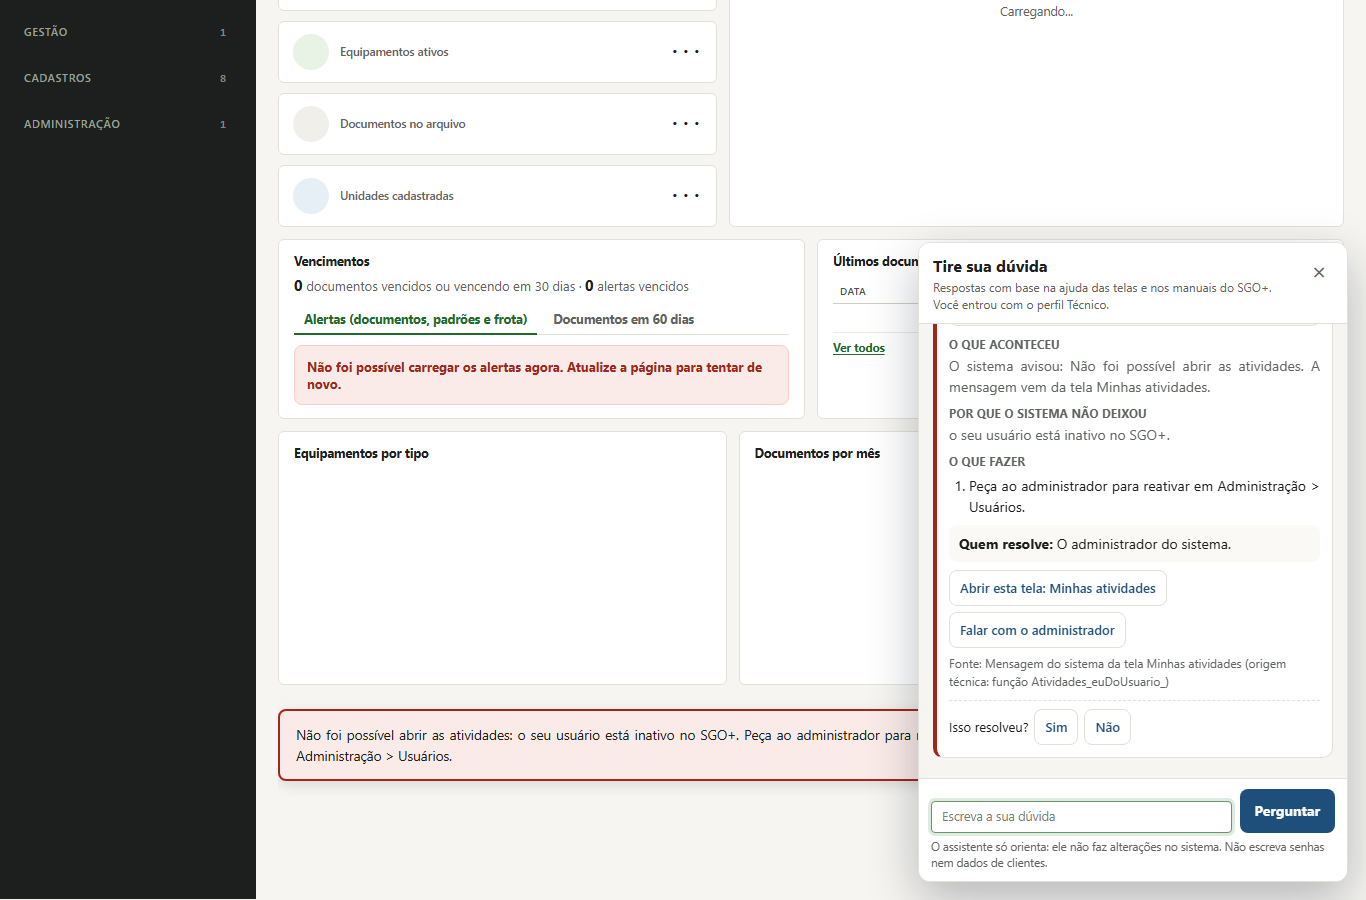 GESTÃO 1
CADASTROS 8
ADMINISTRAÇÃO 1
Equipamentos ativos
Documentos no arquivo
Unidades cadastradas
Carregando...
Vencimentos
0 documentos vencidos ou vencendo em 30 dias · 0 alertas vencidos
Alertas (documentos, padrões e frota) Documentos em 60 dias
Não foi possível carregar os alertas agora. Atualize a página para tentar de
novo.
Últimos docun
DATA
Ver todos
Equipamentos por tipo
Documentos por mês
Não foi possível abrir as atividades: o seu usuário está inativo no SGO+. Peça ao administrador para
Administração > Usuários.
Tire sua dúvida
Respostas com base na ajuda das telas e nos manuais do SGO+.
Você entrou com o perfil Técnico.
O QUE ACONTECEU
O sistema avisou: Não foi possível abrir as atividades. A
mensagem vem da tela Minhas atividades.
POR QUE O SISTEMA NÃO DEIXOU
o seu usuário está inativo no SGO+.
O QUE FAZER
1. Peça ao administrador para reativar em Administração >
Usuários.
Quem resolve: O administrador do sistema.
Abrir esta tela: Minhas atividades
Falar com o administrador
Fonte: Mensagem do sistema da tela Minhas atividades (origem
técnica: função Atividades_euDoUsuario_)
Isso resolveu? Sim Não
Escreva a sua dúvida
Perguntar
O assistente só orienta: ele não faz alterações no sistema. Não escreva senhas
nem dados de clientes.